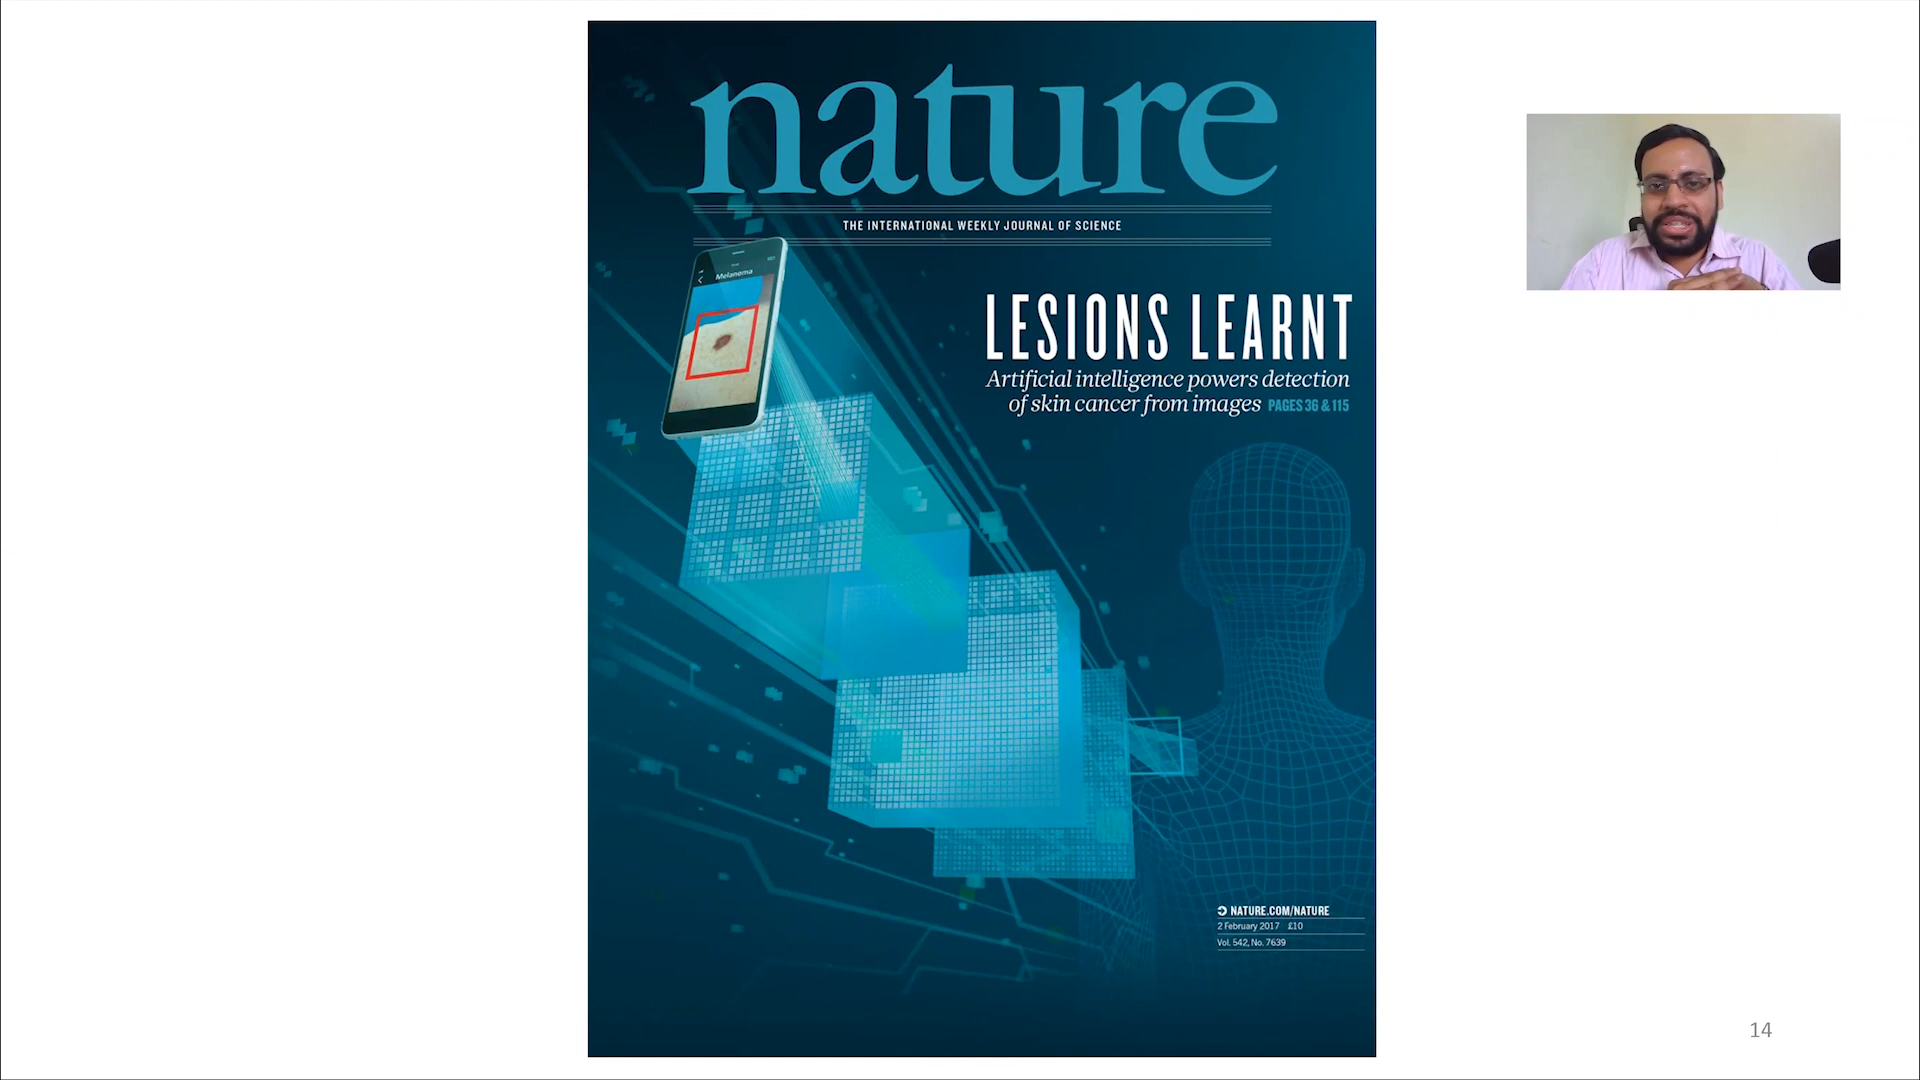 nature
THE INTERNATIONAL WEEKLY JOURNAL OF SCIENCE
Melanema
LESIONS LEARNT
Artificial intelligence powers detection
of skin cancer from images PAGES 36 & 115
NATURE.COM/NATURE
2 February 2017 £10
Vol. 542, No. 7639
14